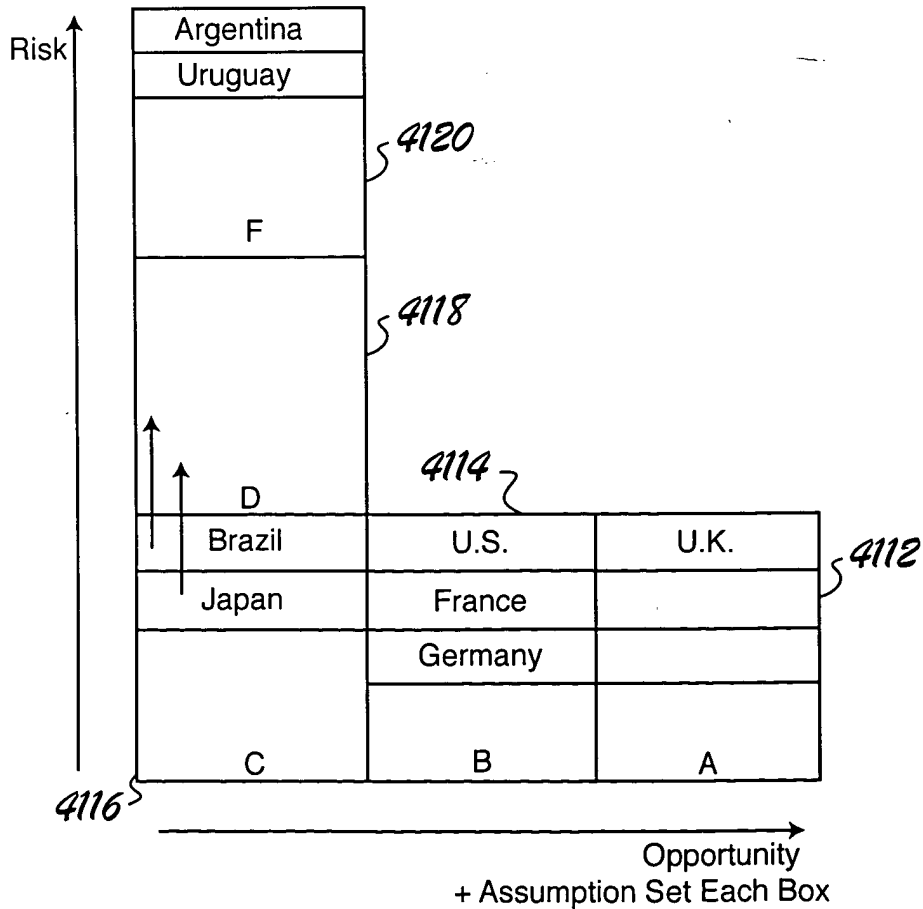 Argentina
Risk
Uruguay
4120
F
4118
D
4114
Brazil
U.S.
U.K.
4112
Japan
France
Germany
C
B
A
4116
Opportunity
+ Assumption Set Each Box